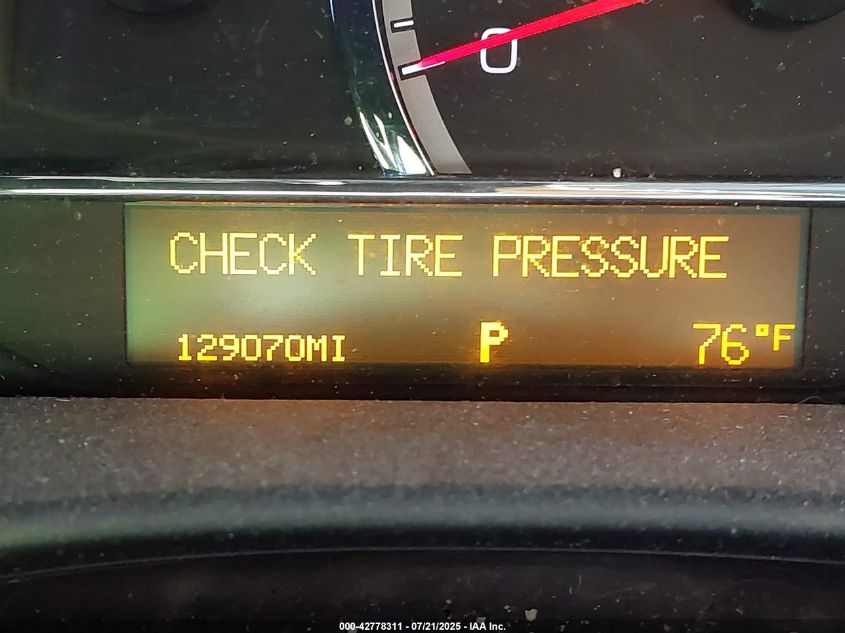 0
CHECK TIRE PRESSURE
129070MI P 76°F
000-42778311 - 07/21/2025 - IAA Inc.